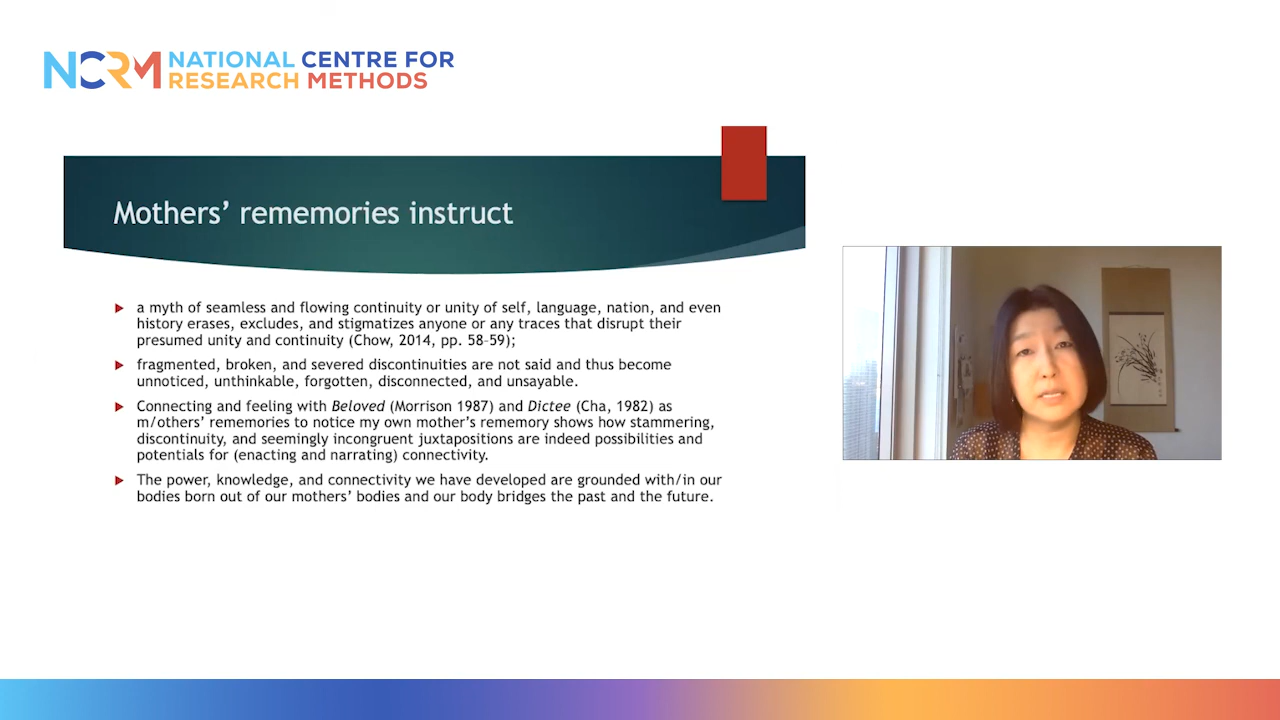 NCRM NATIONAL CENTRE FOR
RESEARCH METHODS
Mothers' rememories instruct
a myth of seamless and flowing continuity or unity of self, language, nation, and even
history erases, excludes, and stigmatizes anyone or any traces that disrupt their
presumed unity and continuity (Chow, 2014, pp. 58–59);
fragmented, broken, and severed discontinuities are not said and thus become
unnoticed, unthinkable, forgotten, disconnected, and unsayable.
Connecting and feeling with Beloved (Morrison 1987) and Dictee (Cha, 1982) as
m/others' rememories to notice my own mother's rememory shows how stammering,
discontinuity, and seemingly incongruent juxtapositions are indeed possibilities and
potentials for (enacting and narrating) connectivity.
The power, knowledge, and connectivity we have developed are grounded with/in our
bodies born out of our mothers' bodies and our body bridges the past and the future.